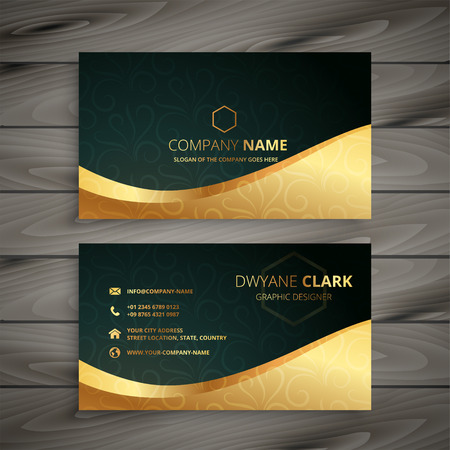 COMPANY NAME
SLOGAN OF THE COMPANY GOES HERE
DWYANE CLARK
GRAPHIC DESIGNER
INFO@COMPANY-NAME
+01 2345 6789 0123
+09 8765 4321 0987
YOUR CITY ADDRESS
STREET LOCATION, STATE, COUNTRY
WWW.YOUR-COMPANY-NAME